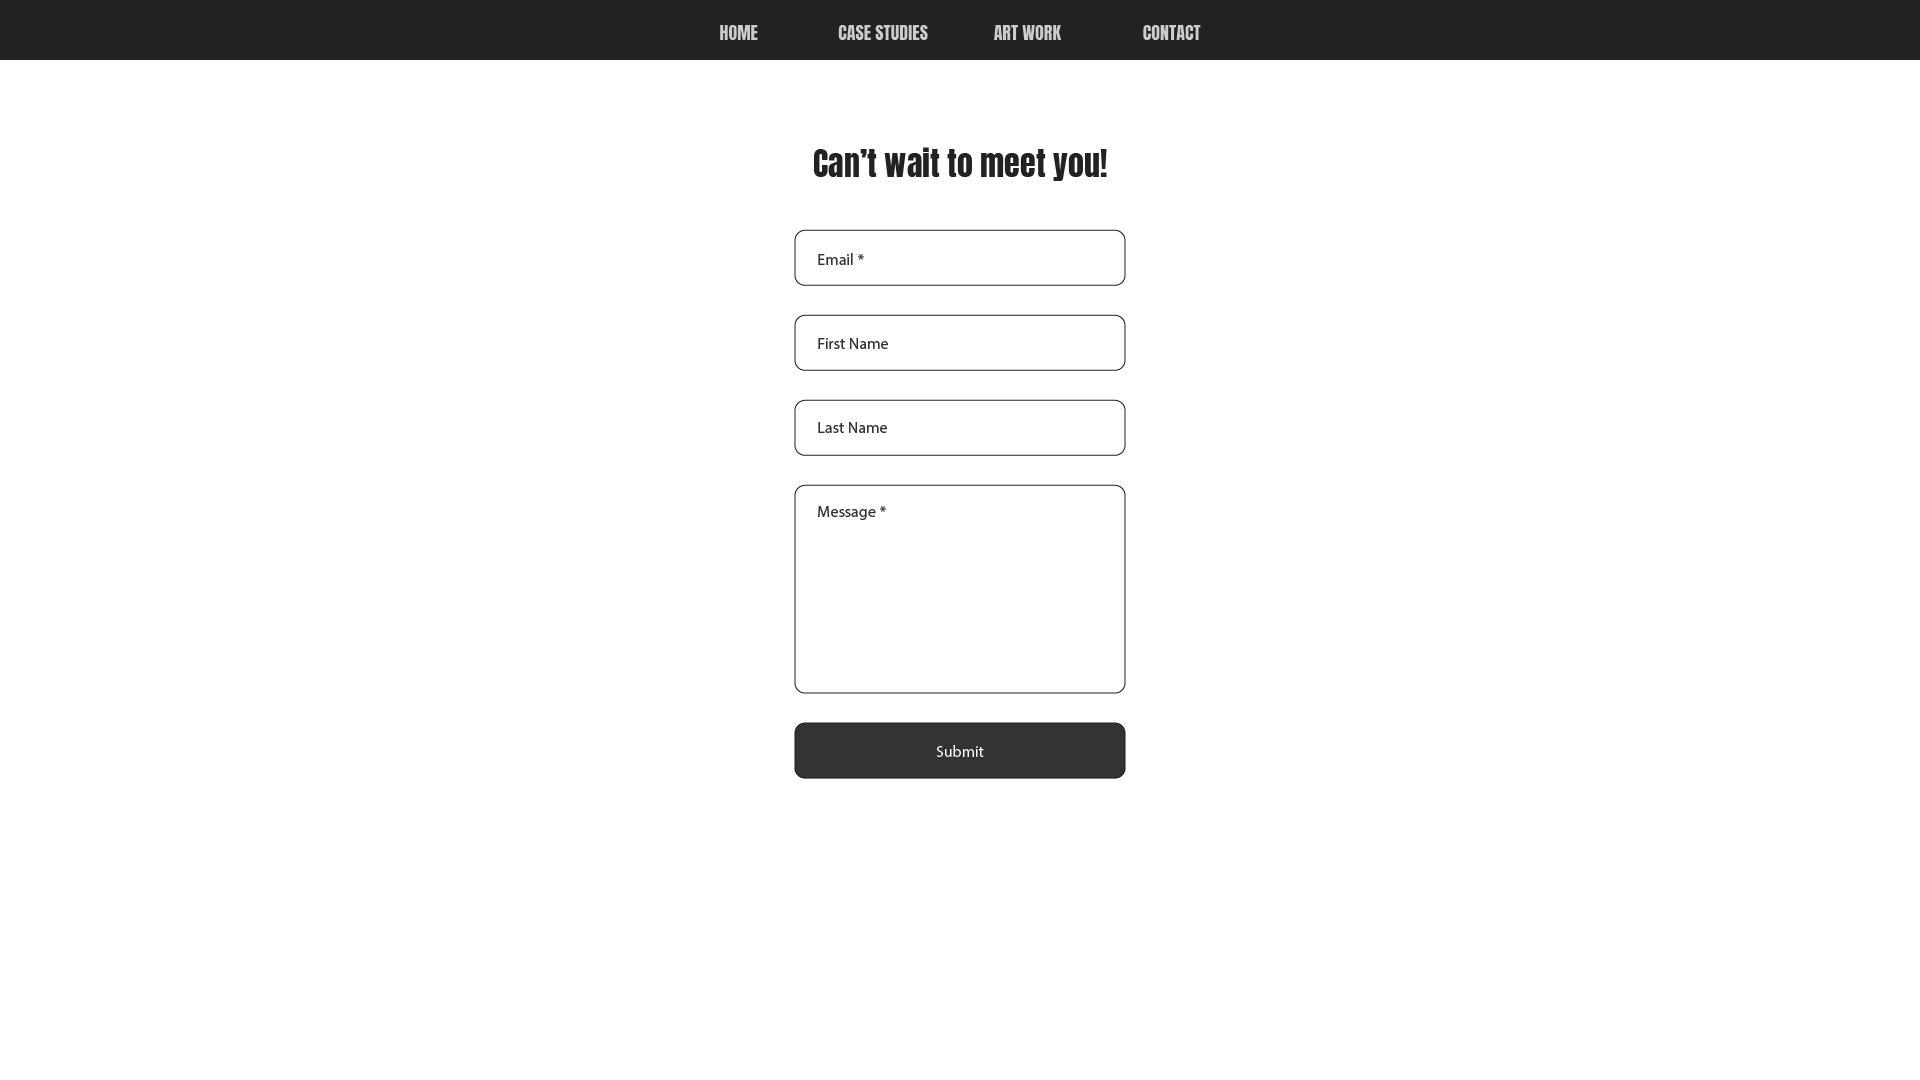 HOME CASE STUDIES ART WORK CONTACT
Can’t wait to meet you!
Email *
First Name
Last Name
Message *
Submit